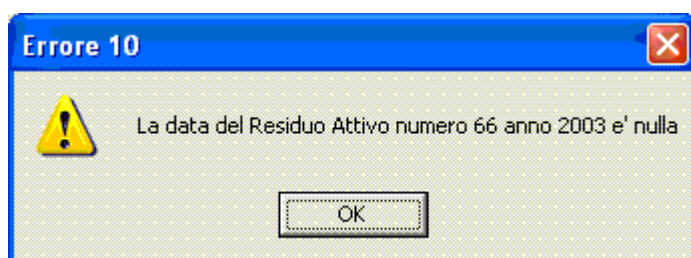 Errore 10
La data del Residuo Attivo numero 66 anno 2003 e' nulla
OK